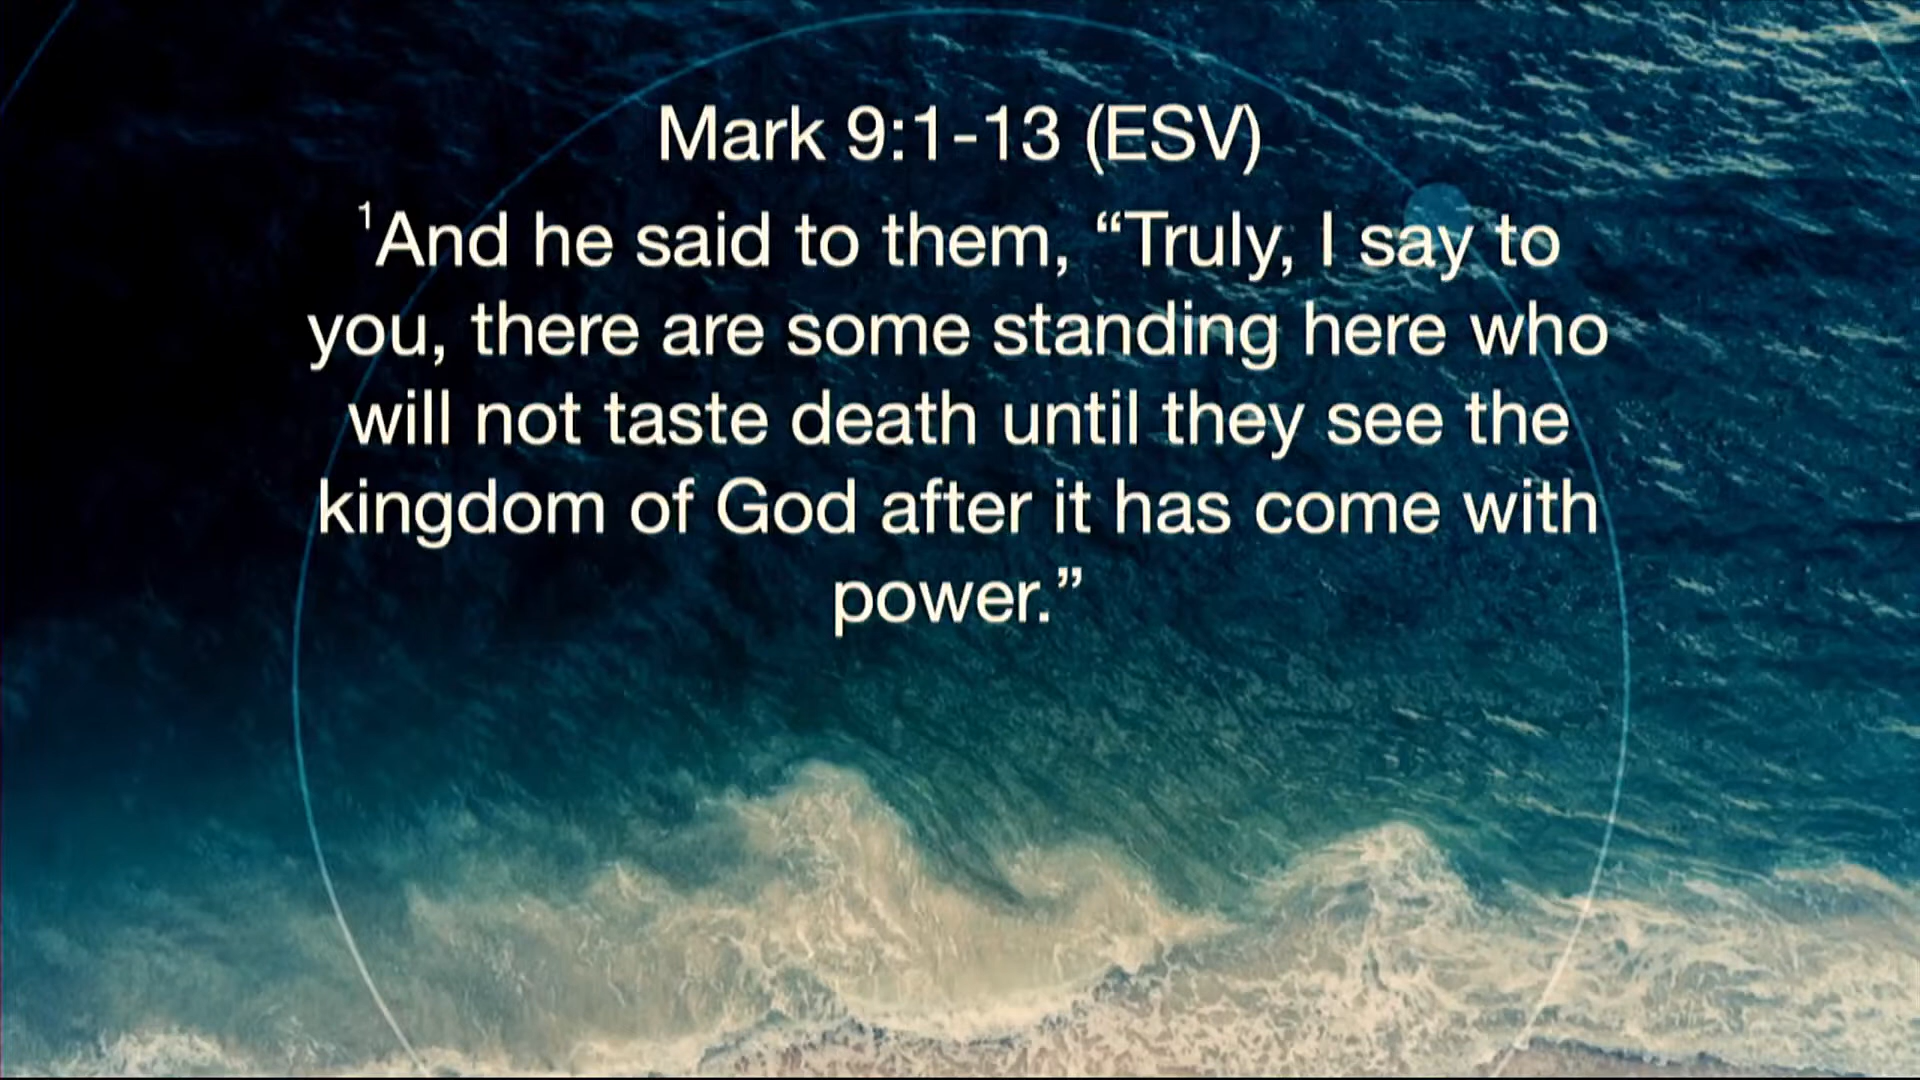 Mark 9:1-13 (ESV)
¹And he said to them, “Truly, I say to
you, there are some standing here who
will not taste death until they see the
kingdom of God after it has come with
power.”